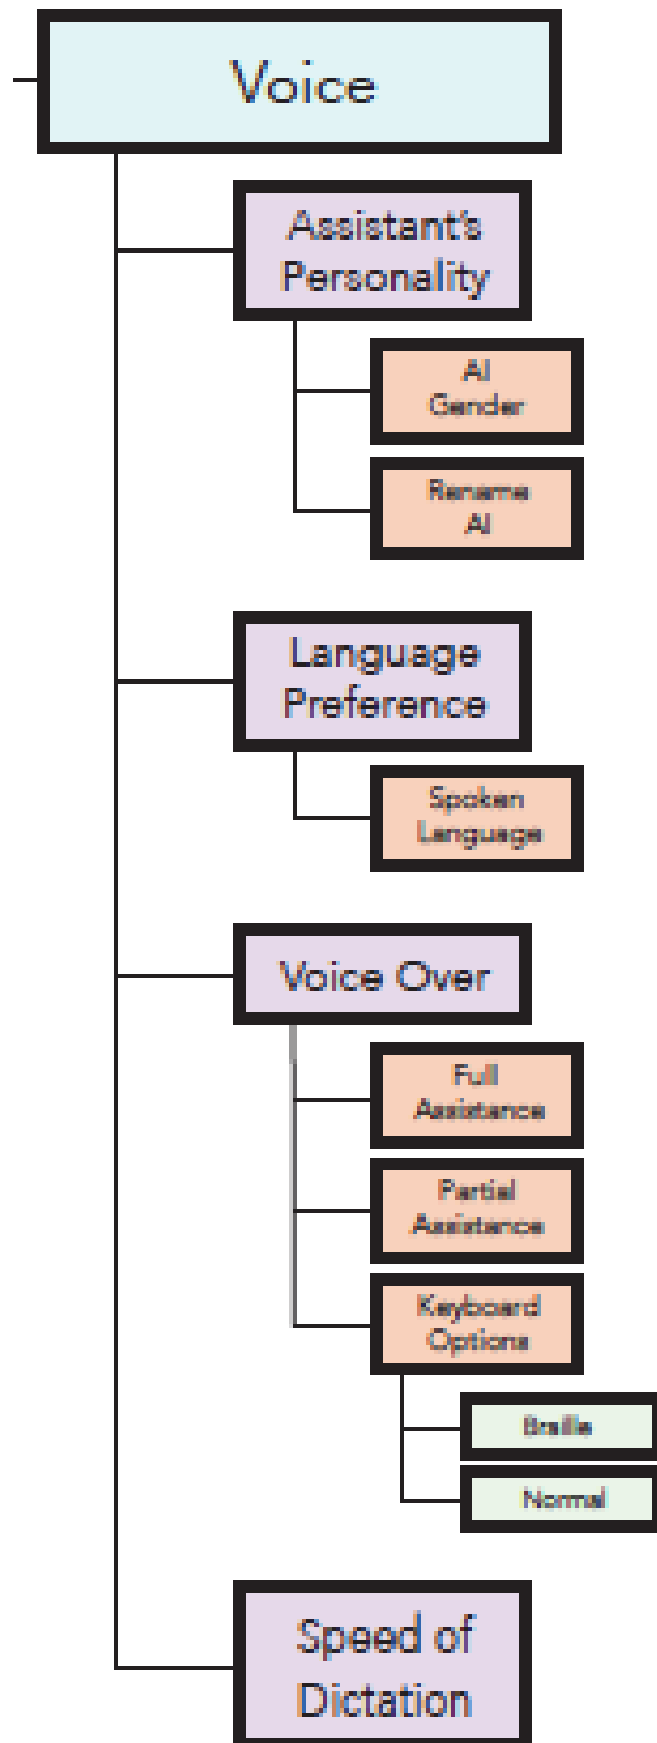 Voice
Assistant's
Personality
AI
Gender
Rename
AI
Language
Preference
Spoken
Language
Voice Over
Full
Assistance
Partial
Assistance
Keyboard
Options
Braille
Normal
Speed of
Dictation